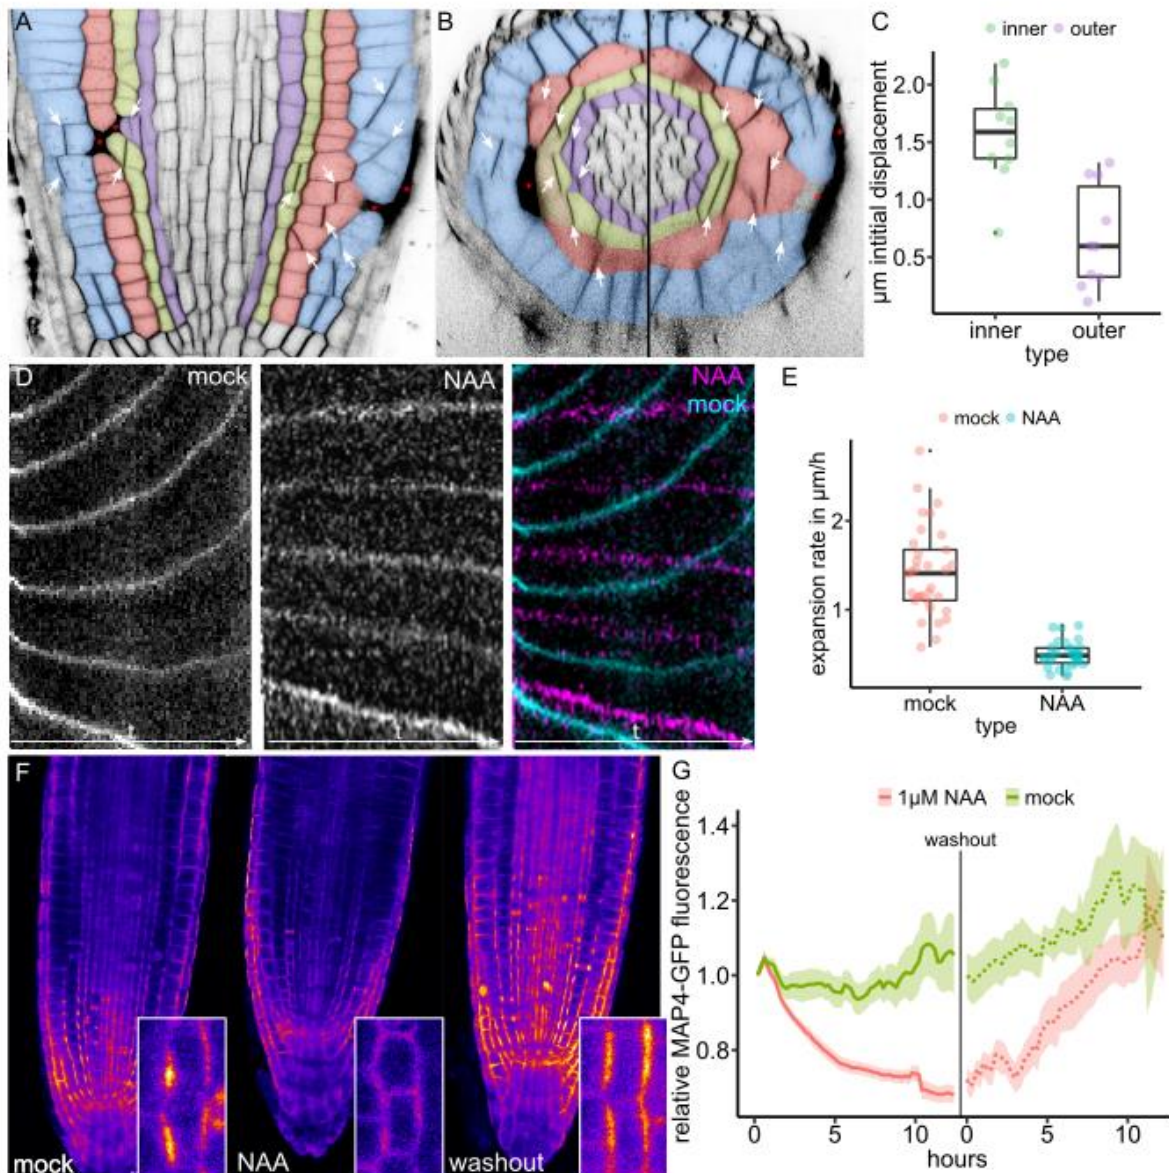 A
B
C
inner outer
µm intitial displacement
2.0
1.5
1.0
0.5
inner outer
type
D
mock
t
NAA
t
NAA
mock
t
E
mock NAA
expansion rate in µm/h
2
1
mock NAA
type
F
mock
NAA
washout
G
1µM NAA mock
relative MAP4-GFP fluorescence
washout
1.4
1.2
1.0
0.8
0 5 10 0 5 10
hours